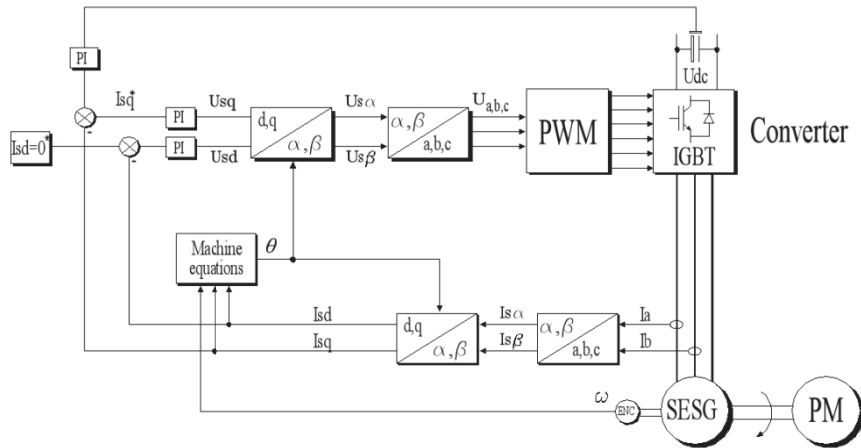 PI
Udc
Isq*
Usq
Usα
U a,b,c
PI
d,q
α,β
α,β
a,b,c
PWM
IGBT
Converter
Isd=0*
-
-
PI
Usd
Usβ
Machine
equations
θ
Isd
Isq
d,q
α,β
Isα
Isβ
α,β
a,b,c
Ia
Ib
ω
ENC
SESG
PM